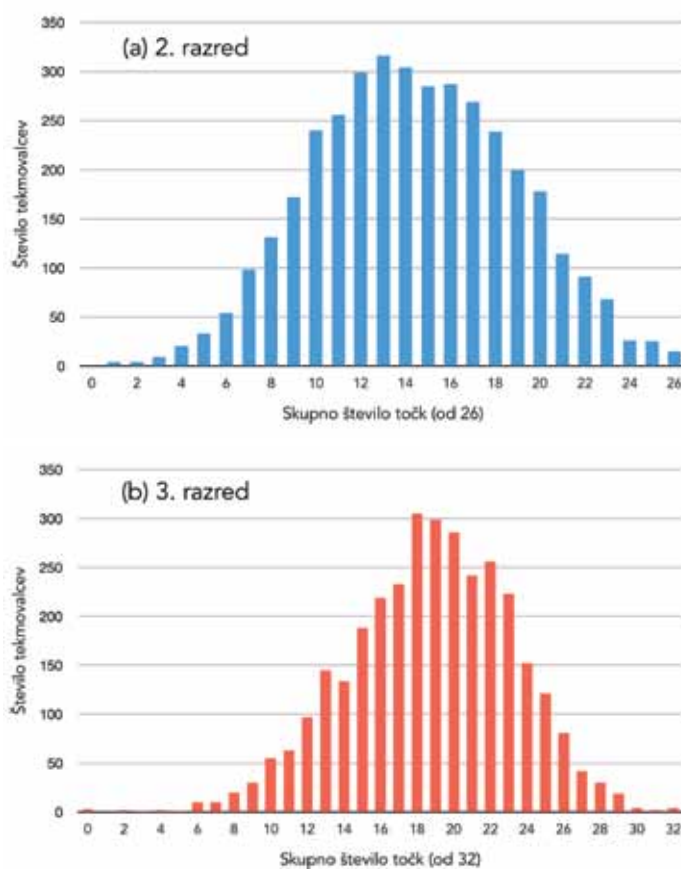 (a) 2. razred
Število tekmovalcev
350
300
250
200
150
100
50
0
0 2 4 6 8 10 12 14 16 18 20 22 24 26
Skupno število točk (od 26)
(b) 3. razred
Število tekmovalcev
350
300
250
200
150
100
50
0
0 2 4 6 8 10 12 14 16 18 20 22 24 26 28 30 32
Skupno število točk (od 32)